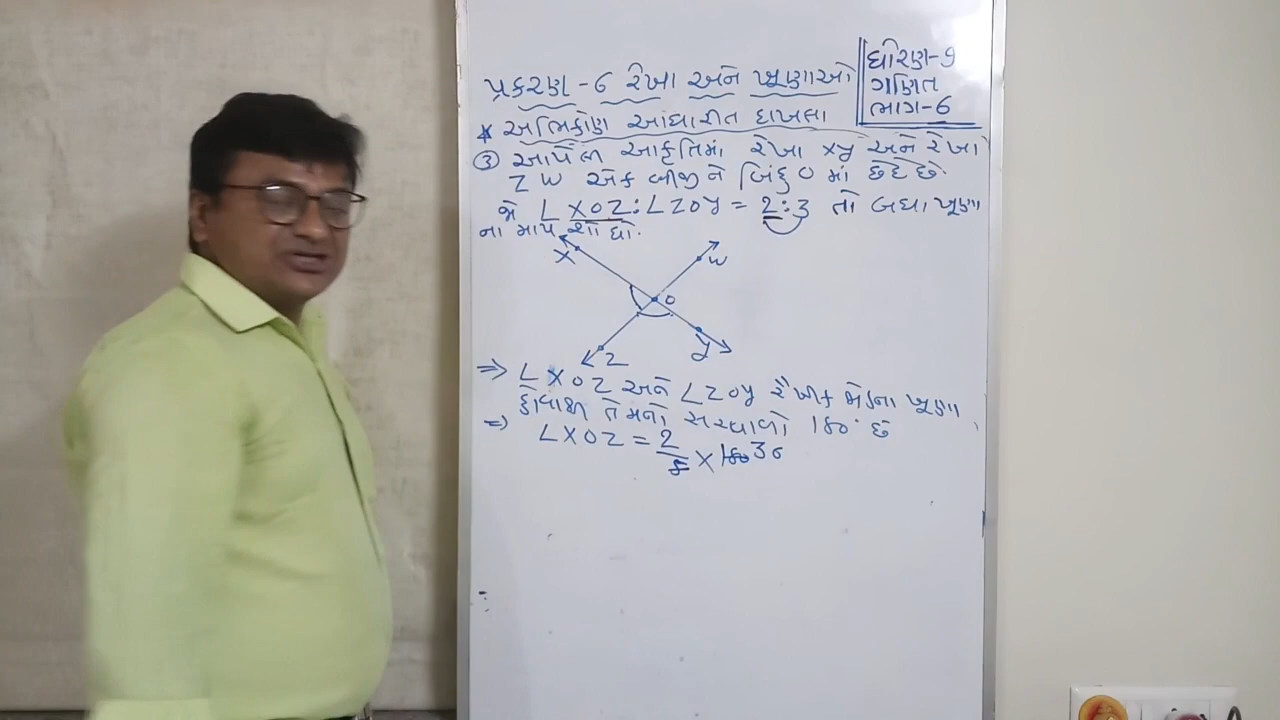 ધોરણ-9
ગણિત
ભાગ-6
પ્રકરણ-6 રેખા અને ખૂણાઓ
* અભિકોણ આધારીત દાખલા
③ આપેલ આકૃતિમાં રેખા xy અને રેખા
ZW એક બીજાને બિંદુ O માં છેદે છે.
જો ∠XOZ:∠ZOY = 2:3 તો બધા ખૂણા
ના માપ શોધો.
X
W
O
Z
y
⇒ ∠XOZ અને ∠ZOY રૈખિક જોડના ખૂણા
હોવાથી તેમનો સરવાળો 180° છે
⇒ ∠XOZ = 2/5 × 180 36